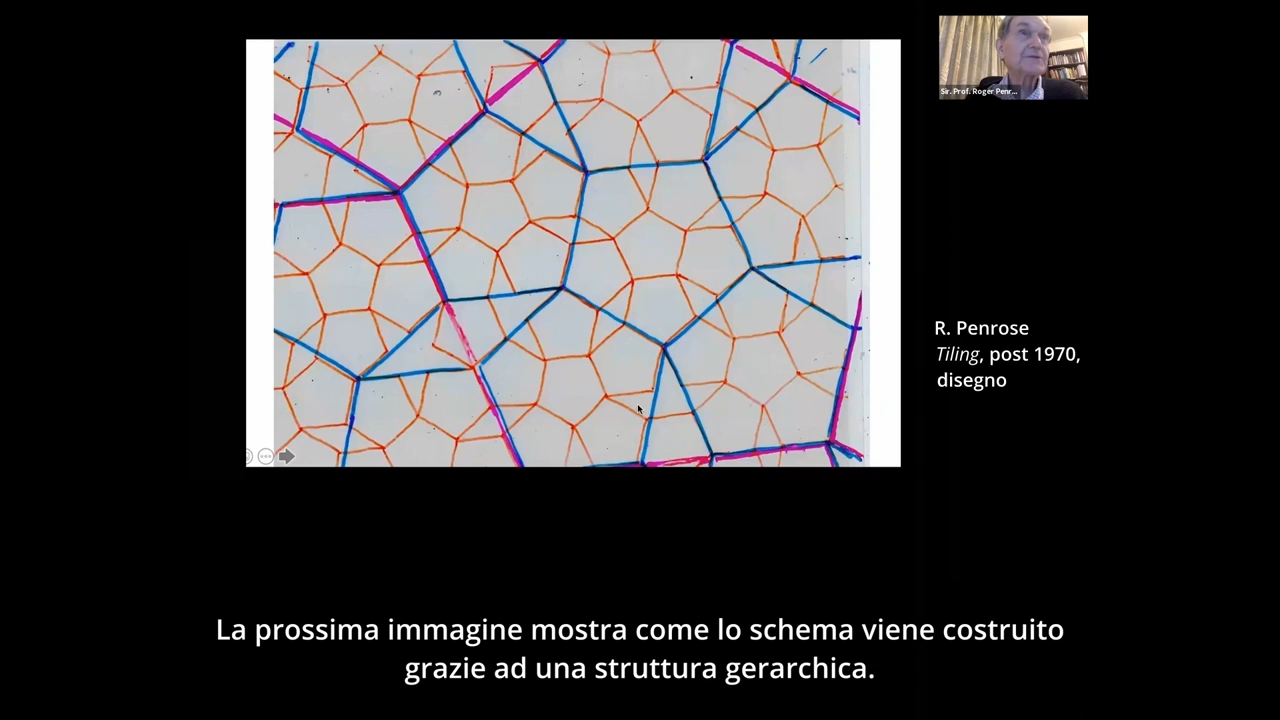 Sir. Prof. Roger Penr...
R. Penrose
Tiling, post 1970,
disegno
La prossima immagine mostra come lo schema viene costruito
grazie ad una struttura gerarchica.